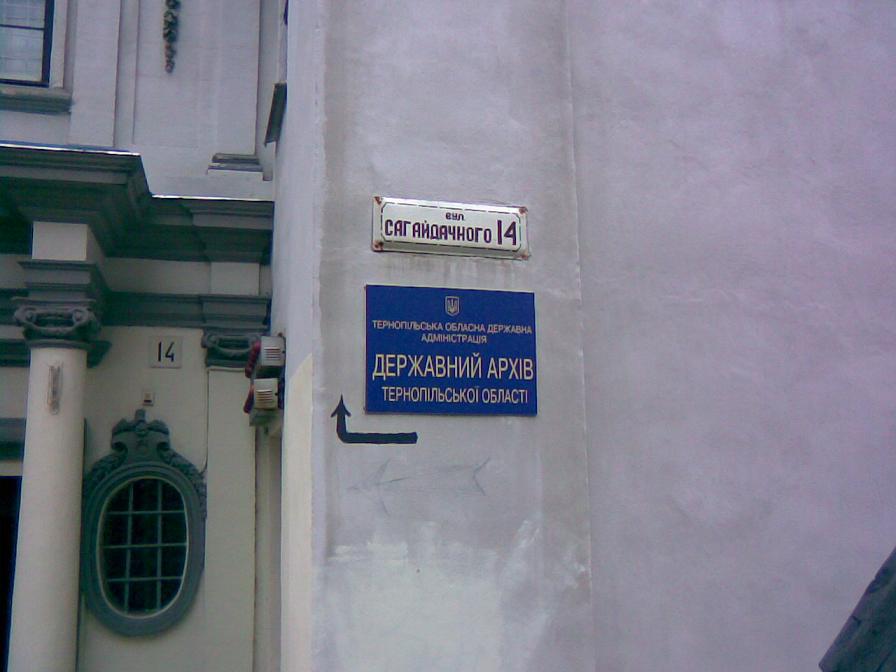 вул.
САГАЙДАЧНОГО 14
ТЕРНОПІЛЬСЬКА ОБЛАСНА ДЕРЖАВНА
АДМІНІСТРАЦІЯ
ДЕРЖАВНИЙ АРХІВ
ТЕРНОПІЛЬСЬКОЇ ОБЛАСТІ
14